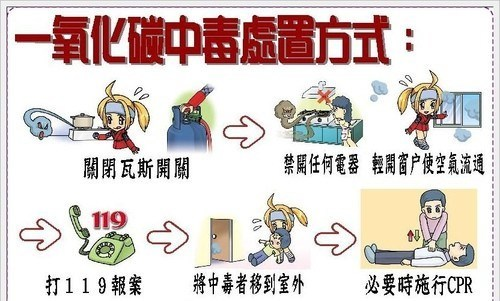 一氧化碳中毒處置方式：
關閉瓦斯開關
禁開任何電器
輕開窗户使空氣流通
119
打１１９報案
將中毒者移到室外
必要時施行CPR